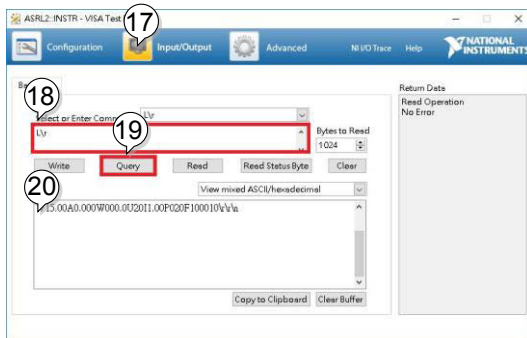 ASRL2::INSTR - VISA Test
17
Configuration
Input/Output
Advanced
NI I/O Trace
Help
NATIONAL INSTRUMENTS
18
Select or Enter
L\r
19
L\r
Bytes to Read
1024
Write
Query
Read
Read Status Byte
Clear
View mixed ASCII/hexadecimal
20
15.00A0.000W000.0U20I1.00P020F100010\r\r\n
Copy to Clipboard
Clear Buffer
Return Data
Read Operation
No Error